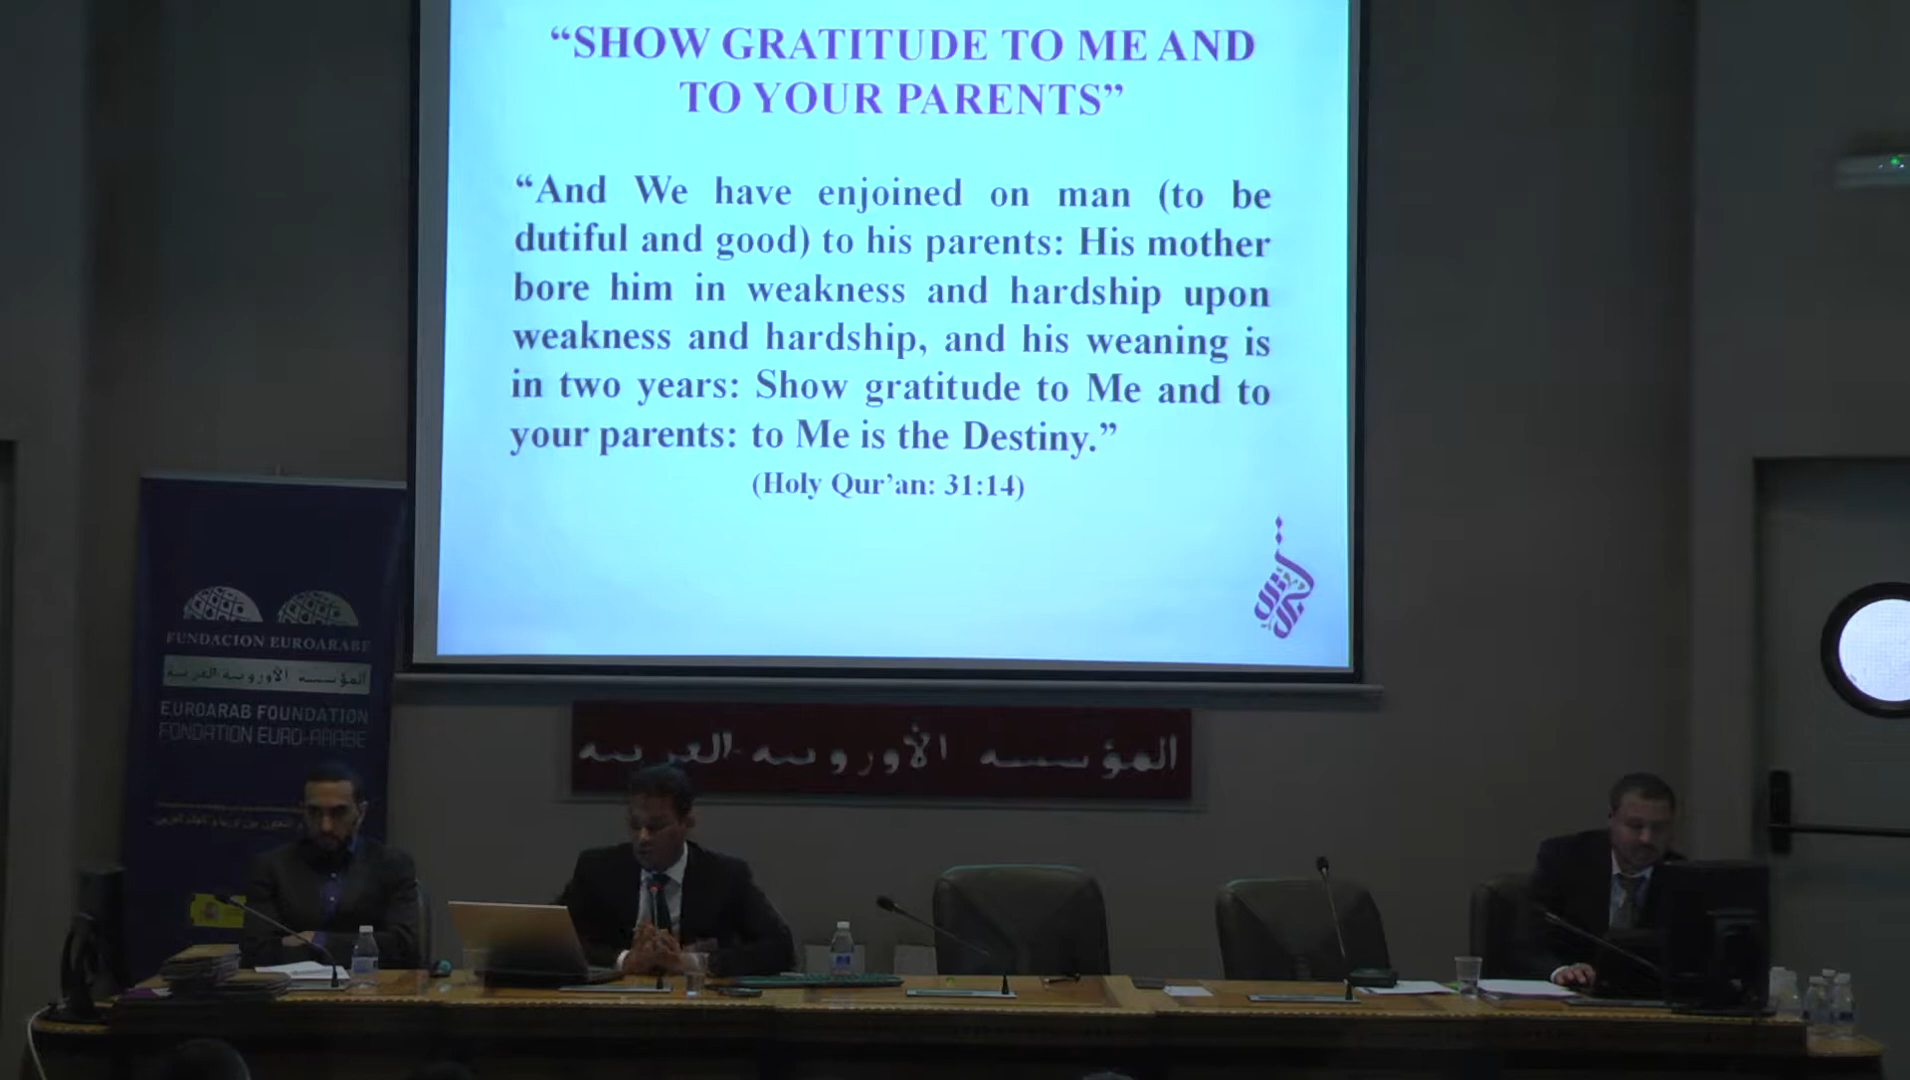 “SHOW GRATITUDE TO ME AND
TO YOUR PARENTS”
“And We have enjoined on man (to be
dutiful and good) to his parents: His mother
bore him in weakness and hardship upon
weakness and hardship, and his weaning is
in two years: Show gratitude to Me and to
your parents: to Me is the Destiny.”
(Holy Qur’an: 31:14)
FUNDACION EUROARABE
المؤسسة الأوروبية العربية
EUROARAB FOUNDATION
FONDATION EURO-ARABE
المؤسسة الأوروبية-العربية